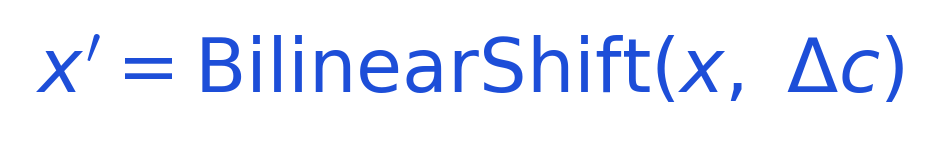 x′ = BilinearShift(x, Δc)